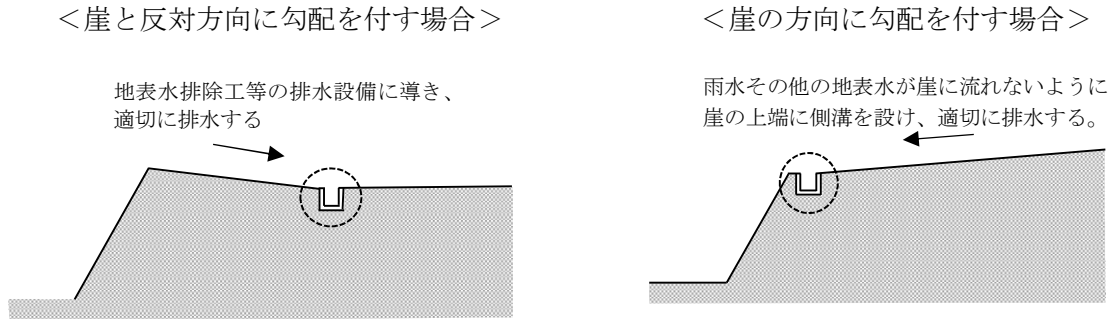 ＜崖と反対方向に勾配を付す場合＞
地表水排除工等の排水設備に導き、
適切に排水する
＜崖の方向に勾配を付す場合＞
雨水その他の地表水が崖に流れないように
崖の上端に側溝を設け、適切に排水する。